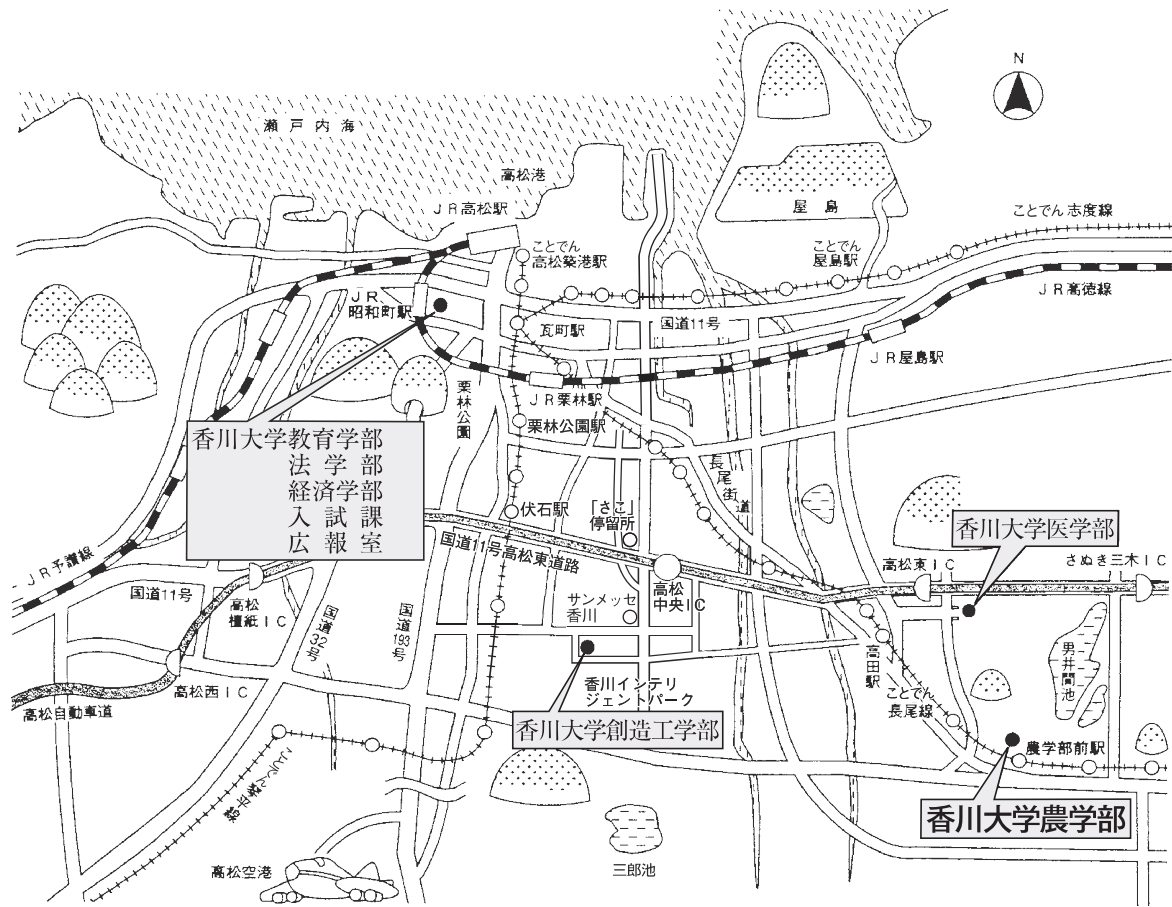 N
瀬戸内海
高松港
JR高松駅
屋島
ことでん志度線
ことでん
高松築港駅
ことでん
屋島駅
JR高徳線
JR
昭和町駅
瓦町駅
国道11号
JR屋島駅
栗林公園
JR栗林駅
栗林公園駅
香川大学教育学部
法学部
経済学部
入試課
広報室
長尾街道
伏石駅
「さこ」
停留所
香川大学医学部
国道11号高松東道路
高松東IC
さぬき三木IC
JR予讃線
国道11号
高松
檀紙IC
高松
中央IC
サンメッセ
香川
国道32号
国道193号
高田駅
男井間池
高松西IC
香川インテリ
ジェントパーク
ことでん
長尾線
高松自動車道
香川大学創造工学部
農学部前駅
ことでん琴平線
香川大学農学部
高松空港
三郎池